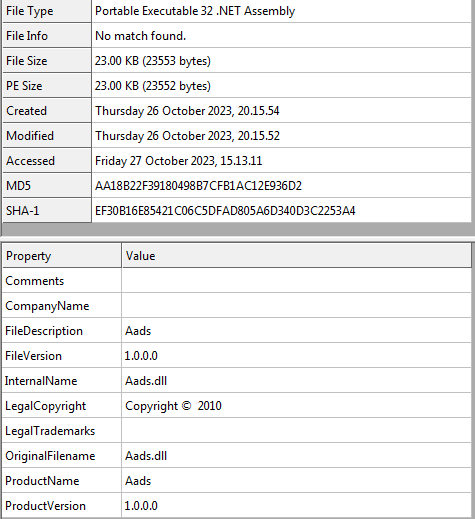 File Type Portable Executable 32 .NET Assembly
File Info No match found.
File Size 23.00 KB (23553 bytes)
PE Size 23.00 KB (23552 bytes)
Created Thursday 26 October 2023, 20.15.54
Modified Thursday 26 October 2023, 20.15.52
Accessed Friday 27 October 2023, 15.13.11
MD5 AA18B22F39180498B7CFB1AC12E936D2
SHA-1 EF30B16E85421C06C5DFAD805A6D340D3C2253A4
Property Value
Comments
CompanyName
FileDescription Aads
FileVersion 1.0.0.0
InternalName Aads.dll
LegalCopyright Copyright © 2010
LegalTrademarks
OriginalFilename Aads.dll
ProductName Aads
ProductVersion 1.0.0.0